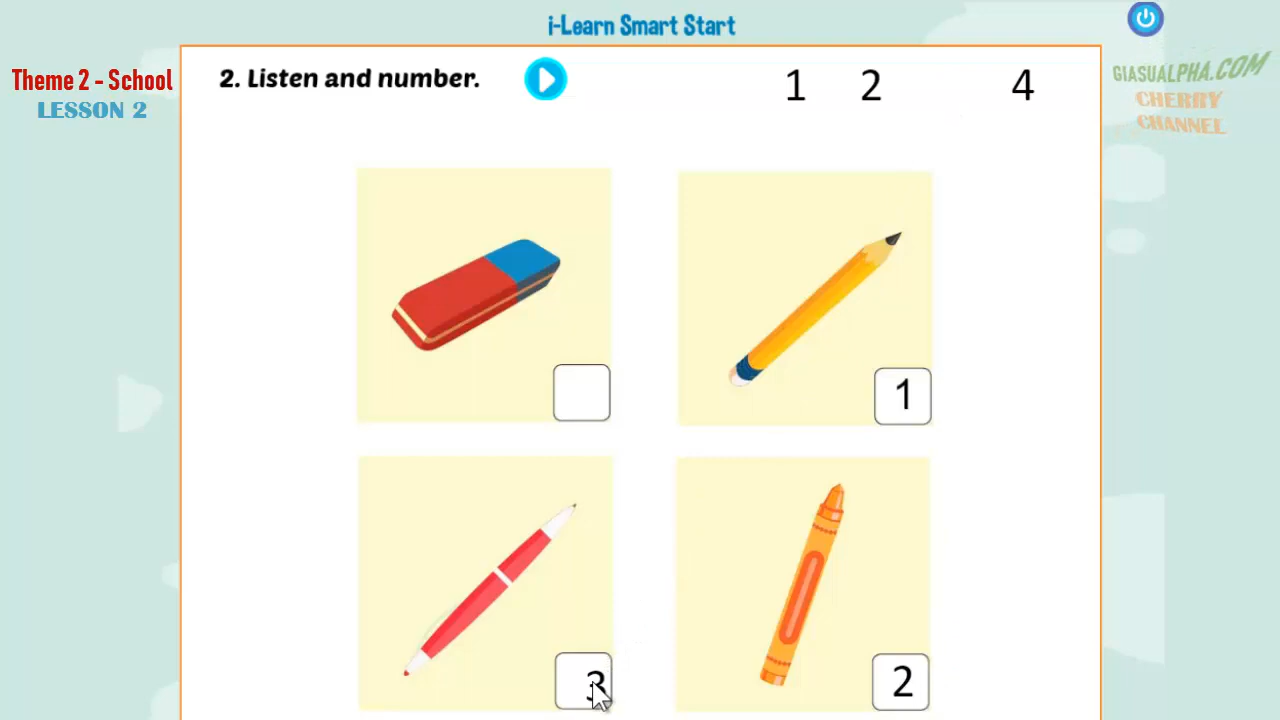 i-Learn Smart Start
Theme 2 - School
LESSON 2
2. Listen and number.
1 2 4
GIASUALPHA.COM
CHERRY
CHANNEL
1
3
2